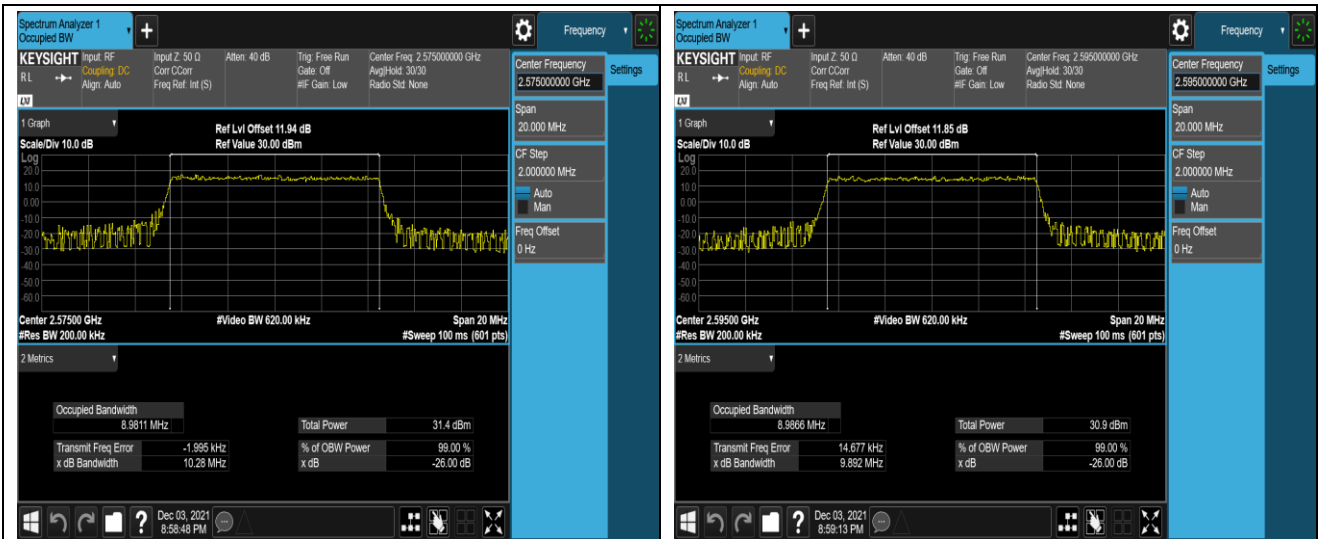 Spectrum Analyzer 1
Occupied BW
Frequency
KEYSIGHT Input: RF Input Z: 50 Ω Atten: 40 dB Trig: Free Run Center Freq: 2.575000000 GHz
RL Coupling: DC Corr CCorr Gate: Off Avg|Hold: 30/30
Align: Auto Freq Ref: Int (S) #IF Gain: Low Radio Std: None
LXI
Center Frequency
2.575000000 GHz
Settings
Span
20.000 MHz
CF Step
2.000000 MHz
Auto
Man
Freq Offset
0 Hz
1 Graph
Ref Lvl Offset 11.94 dB
Scale/Div 10.0 dB Ref Value 30.00 dBm
Log
20.0
10.0
0.00
-10.0
-20.0
-30.0
-40.0
-50.0
-60.0
Center 2.57500 GHz #Video BW 620.00 kHz Span 20 MHz
#Res BW 200.00 kHz #Sweep 100 ms (601 pts)
2 Metrics
Occupied Bandwidth
8.9811 MHz Total Power 31.4 dBm
Transmit Freq Error -1.995 kHz % of OBW Power 99.00 %
x dB Bandwidth 10.28 MHz x dB -26.00 dB
? Dec 03, 2021
8:58:48 PM
Spectrum Analyzer 1
Occupied BW
Frequency
KEYSIGHT Input: RF Input Z: 50 Ω Atten: 40 dB Trig: Free Run Center Freq: 2.595000000 GHz
RL Coupling: DC Corr CCorr Gate: Off Avg|Hold: 30/30
Align: Auto Freq Ref: Int (S) #IF Gain: Low Radio Std: None
LXI
Center Frequency
2.595000000 GHz
Settings
Span
20.000 MHz
CF Step
2.000000 MHz
Auto
Man
Freq Offset
0 Hz
1 Graph
Ref Lvl Offset 11.85 dB
Scale/Div 10.0 dB Ref Value 30.00 dBm
Log
20.0
10.0
0.00
-10.0
-20.0
-30.0
-40.0
-50.0
-60.0
Center 2.59500 GHz #Video BW 620.00 kHz Span 20 MHz
#Res BW 200.00 kHz #Sweep 100 ms (601 pts)
2 Metrics
Occupied Bandwidth
8.9866 MHz Total Power 30.9 dBm
Transmit Freq Error 14.677 kHz % of OBW Power 99.00 %
x dB Bandwidth 9.892 MHz x dB -26.00 dB
? Dec 03, 2021
8:59:13 PM